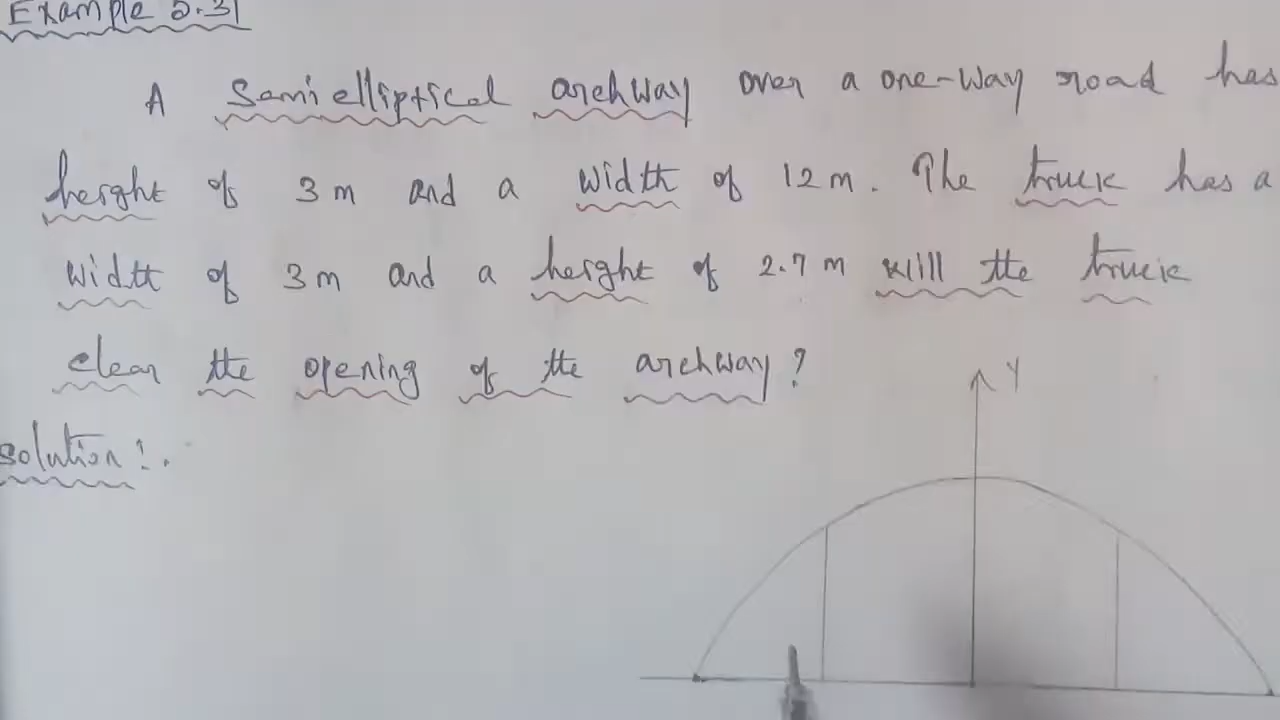 Example 5.31
A Semi elliptical archway over a one-way road has
height of 3 m and a width of 12 m. The truck has a
width of 3 m and a height of 2.7 m will the truck
clear the opening of the archway?
Solution:.
Y